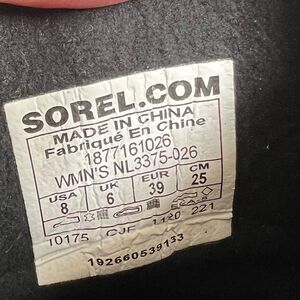 SOREL.COM
MADE IN CHINA
Fabriqué En Chine
1877161026
WMN'S NL3375-026
USA UK EUR CM
8 6 39 25
10175 CJF 1120 221
192660539133